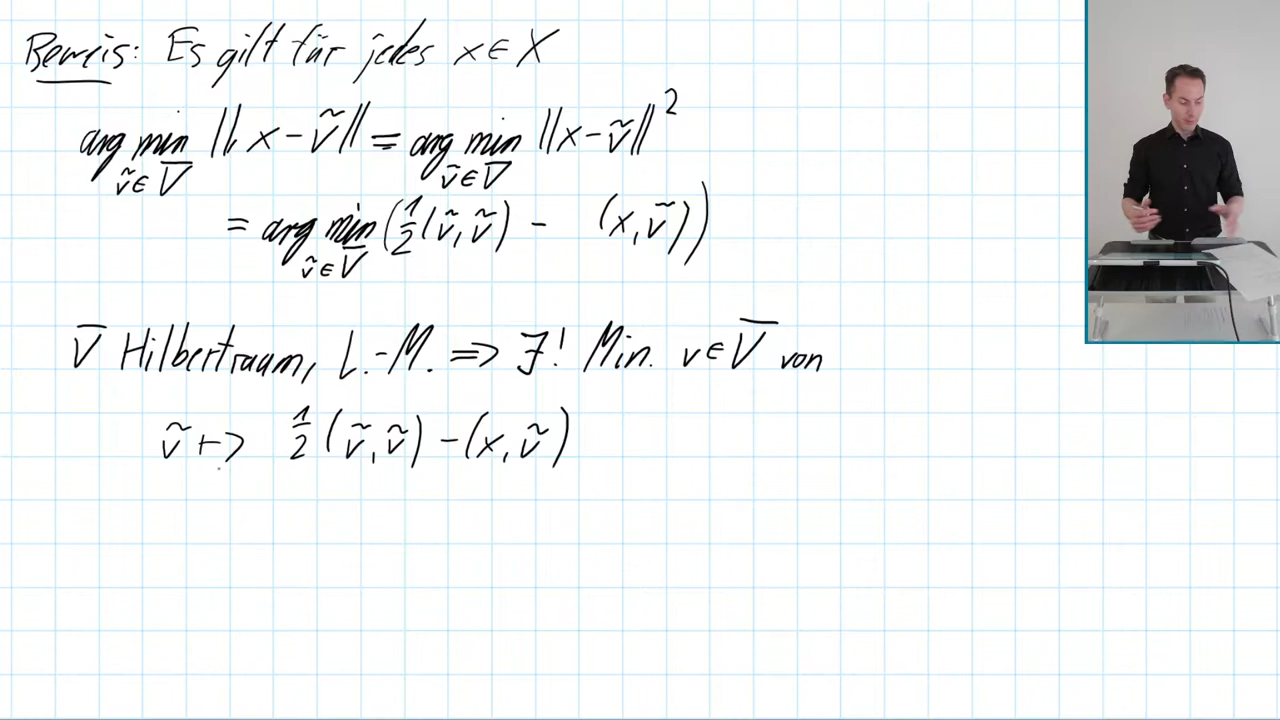 Beweis: Es gilt für jedes x ∈ X
arg min ‖x − ṽ‖ = arg min ‖x − ṽ‖²
ṽ ∈ V̅ ṽ ∈ V̅
= arg min (½(ṽ, ṽ) − (x, ṽ))
ṽ ∈ V̅
V̅ Hilbertraum, L.-M. ⇒ ∃! Min. v ∈ V̅ von
ṽ ↦ ½(ṽ, ṽ) − (x, ṽ)